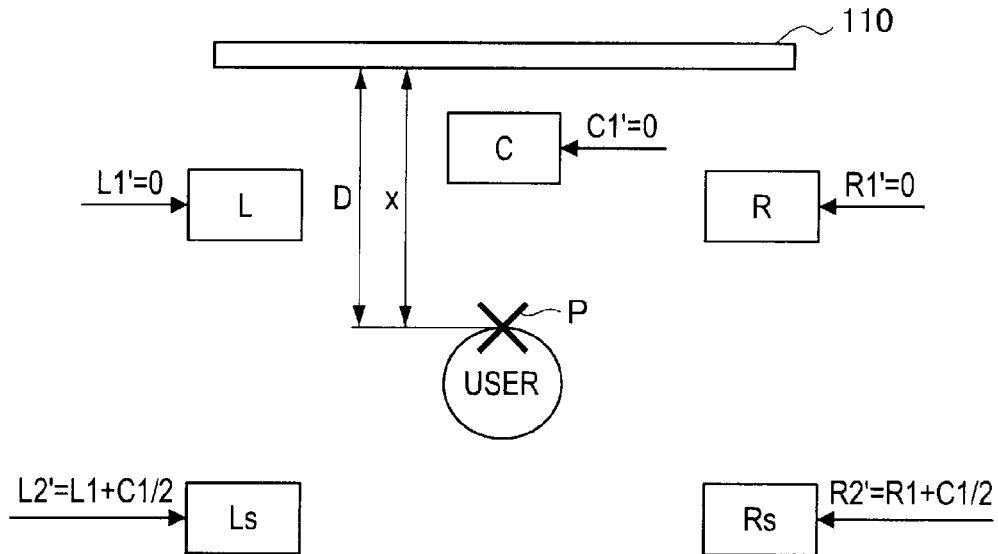 110
C1'=0
C
L1'=0
L
D
x
R
R1'=0
P
USER
L2'=L1+C1/2
Ls
Rs
R2'=R1+C1/2